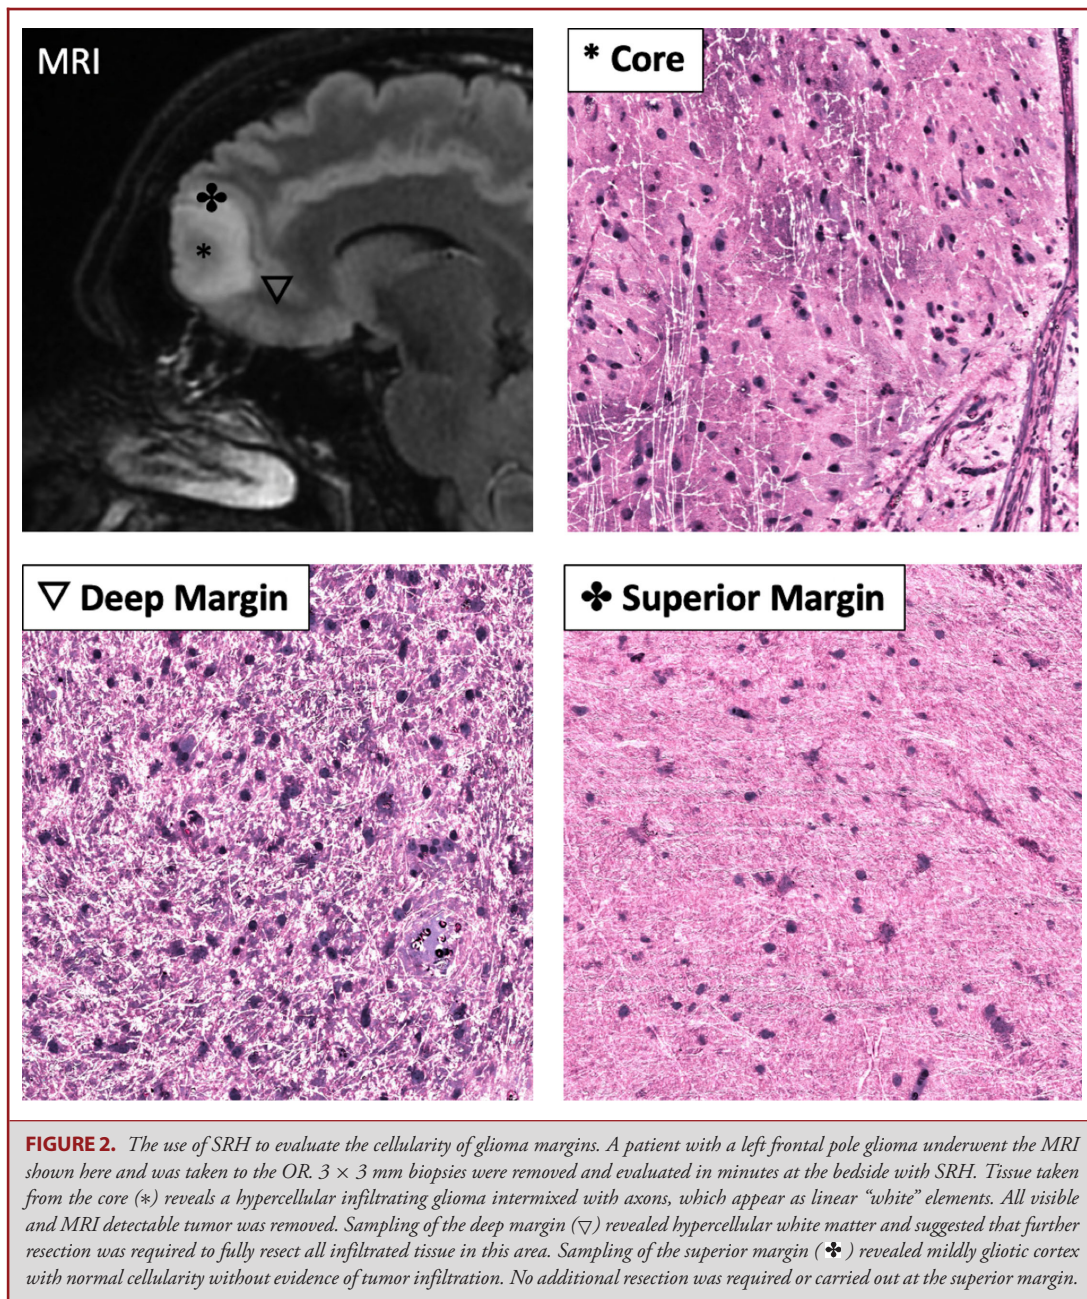 MRI
* Core
▽ Deep Margin
✤ Superior Margin
✤
*
▽
FIGURE 2. The use of SRH to evaluate the cellularity of glioma margins. A patient with a left frontal pole glioma underwent the MRI
shown here and was taken to the OR. 3 × 3 mm biopsies were removed and evaluated in minutes at the bedside with SRH. Tissue taken
from the core (*) reveals a hypercellular infiltrating glioma intermixed with axons, which appear as linear “white” elements. All visible
and MRI detectable tumor was removed. Sampling of the deep margin (▽) revealed hypercellular white matter and suggested that further
resection was required to fully resect all infiltrated tissue in this area. Sampling of the superior margin ( ✤ ) revealed mildly gliotic cortex
with normal cellularity without evidence of tumor infiltration. No additional resection was required or carried out at the superior margin.